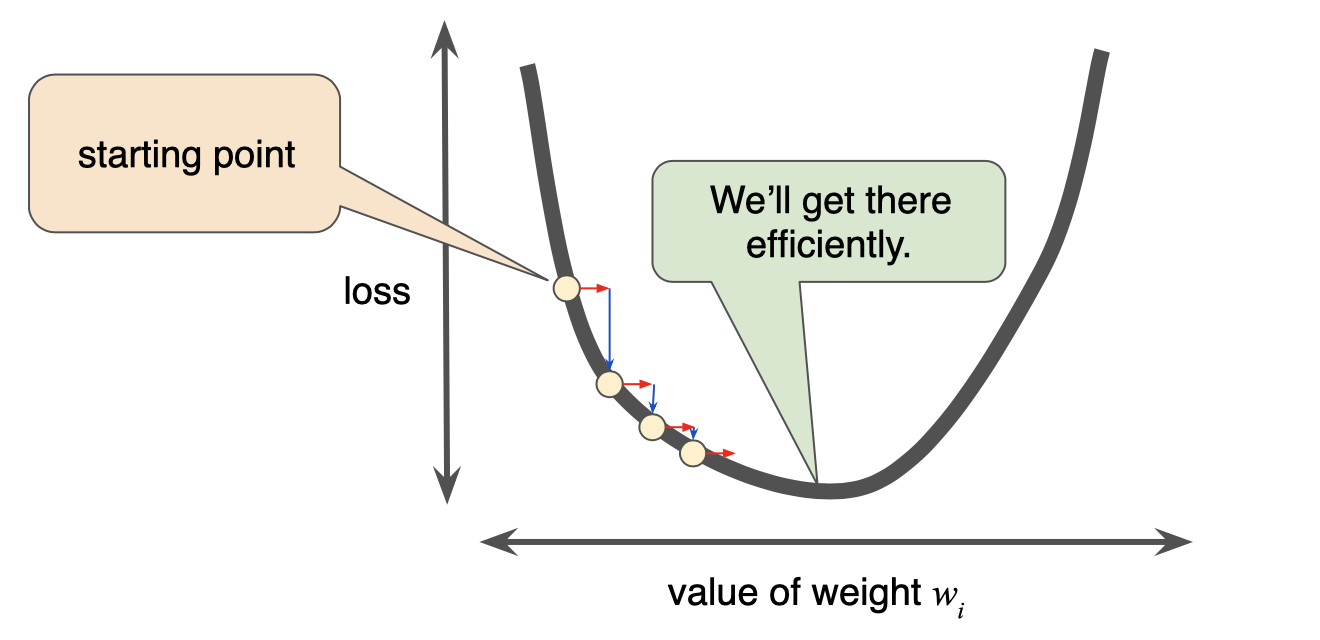 starting point
We’ll get there
efficiently.
loss
value of weight wᵢ